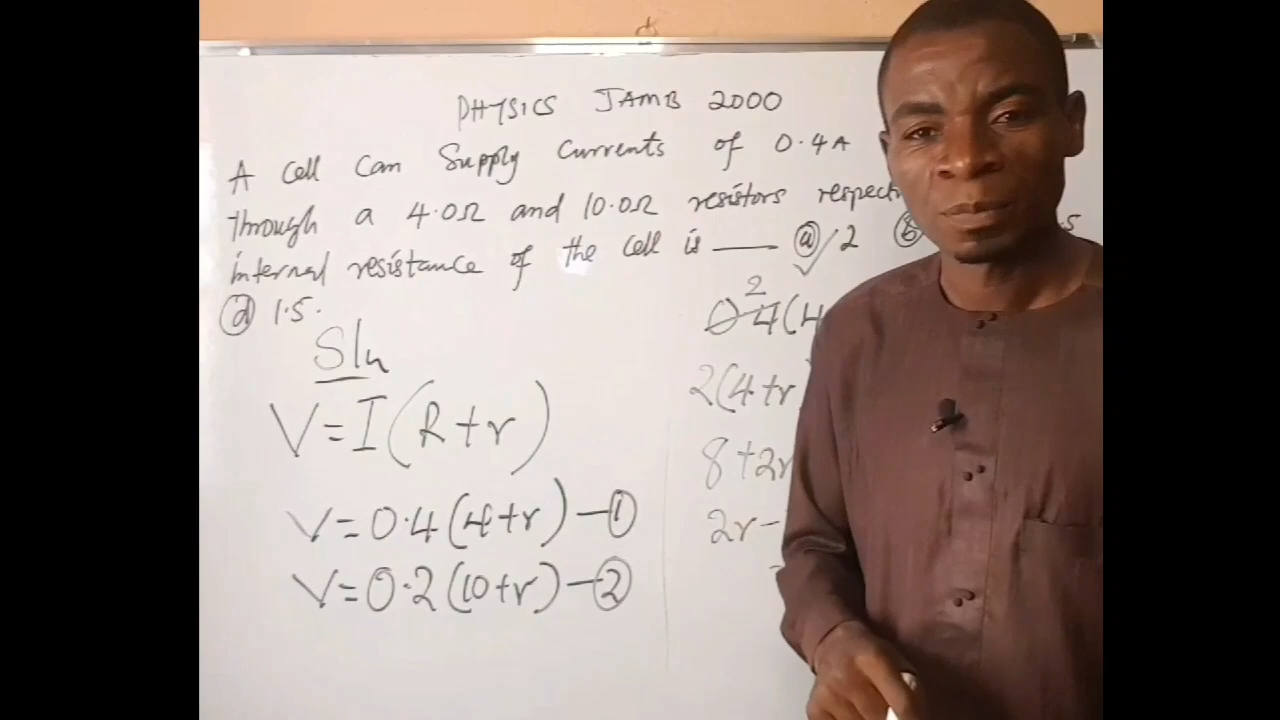 PHYSICS JAMB 2000
A cell can supply currents of 0.4A
through a 4.0Ω and 10.0Ω resistors respecti
internal resistance of the cell is ___ (a) 2 (b) 5
(d) 1.5.
Sln
V=I(R+r)
V=0.4(4+r)-①
V=0.2(10+r)-②
2
0.4(4
2(4+r
8+2r
2r-